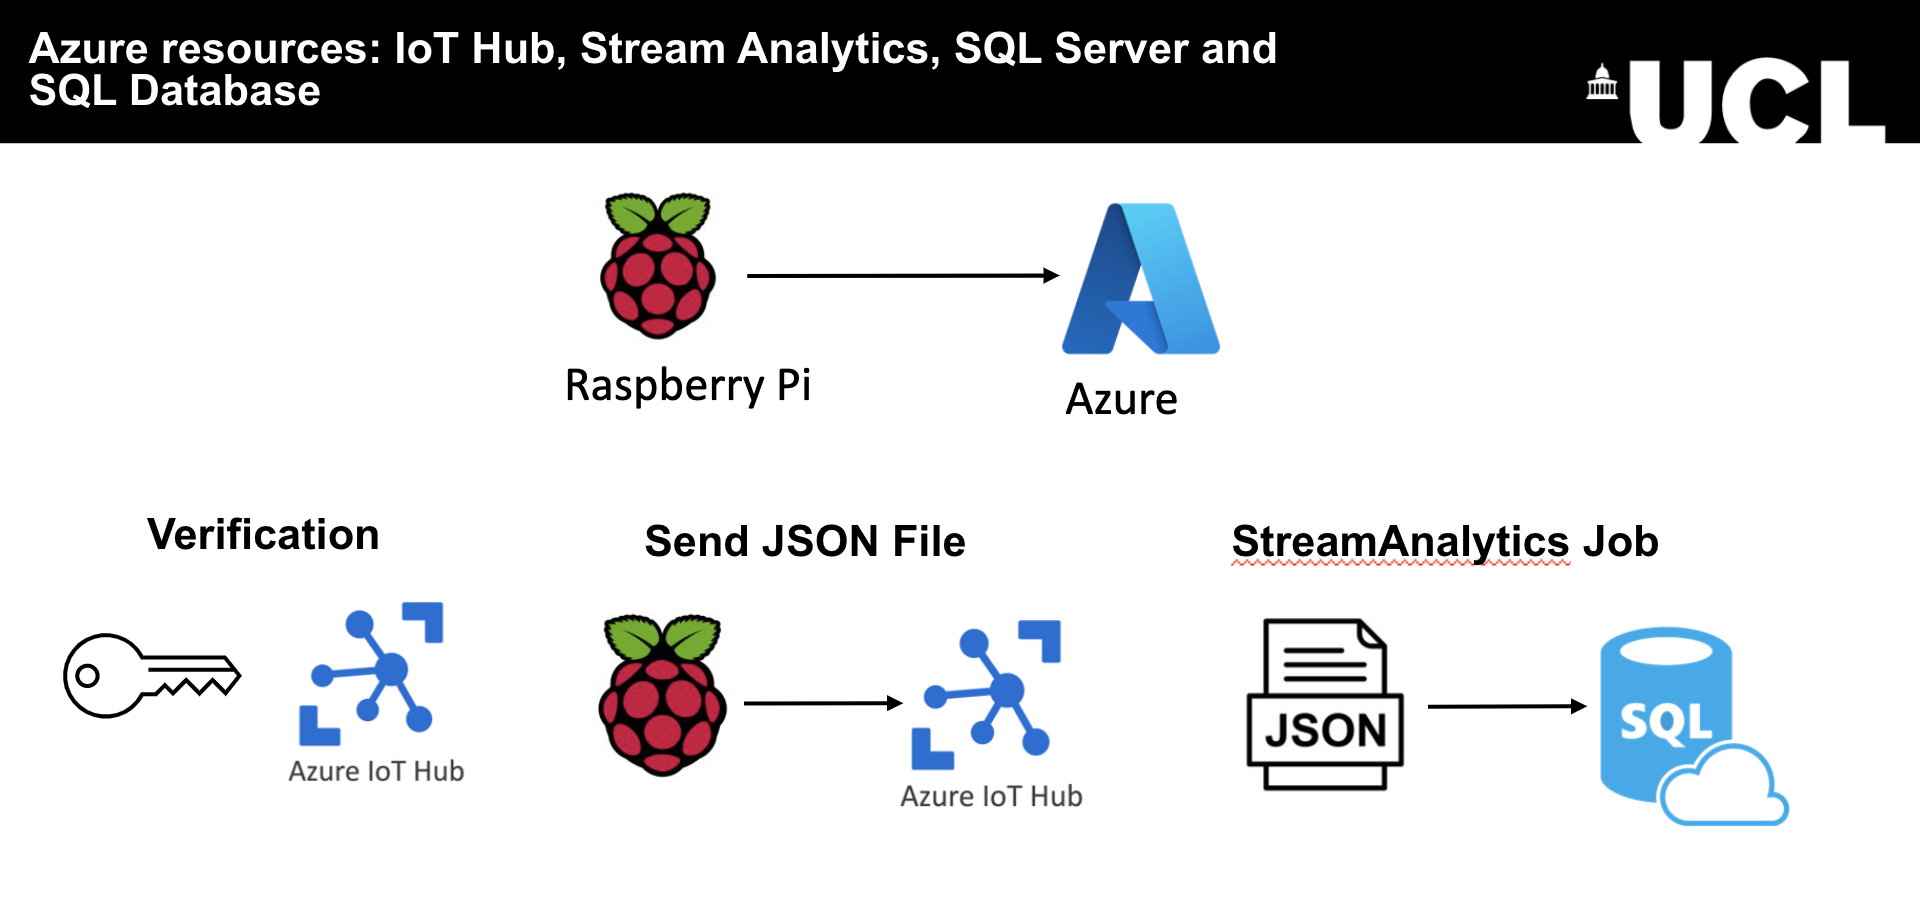 Azure resources: IoT Hub, Stream Analytics, SQL Server and
SQL Database
UCL
Raspberry Pi
Azure
Verification
Send JSON File
StreamAnalytics Job
Azure IoT Hub
Azure IoT Hub
JSON
SQL